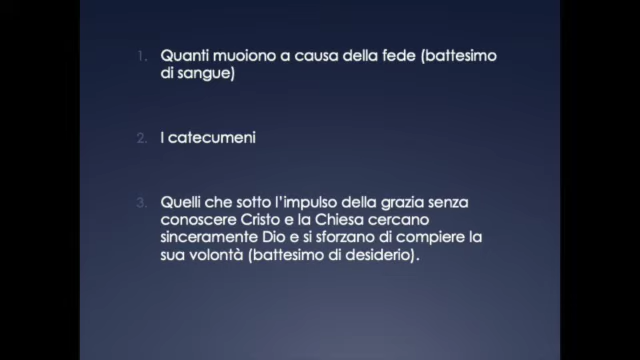 1. Quanti muoiono a causa della fede (battesimo
di sangue)
2. I catecumeni
3. Quelli che sotto l'impulso della grazia senza
conoscere Cristo e la Chiesa cercano
sinceramente Dio e si sforzano di compiere la
sua volontà (battesimo di desiderio).